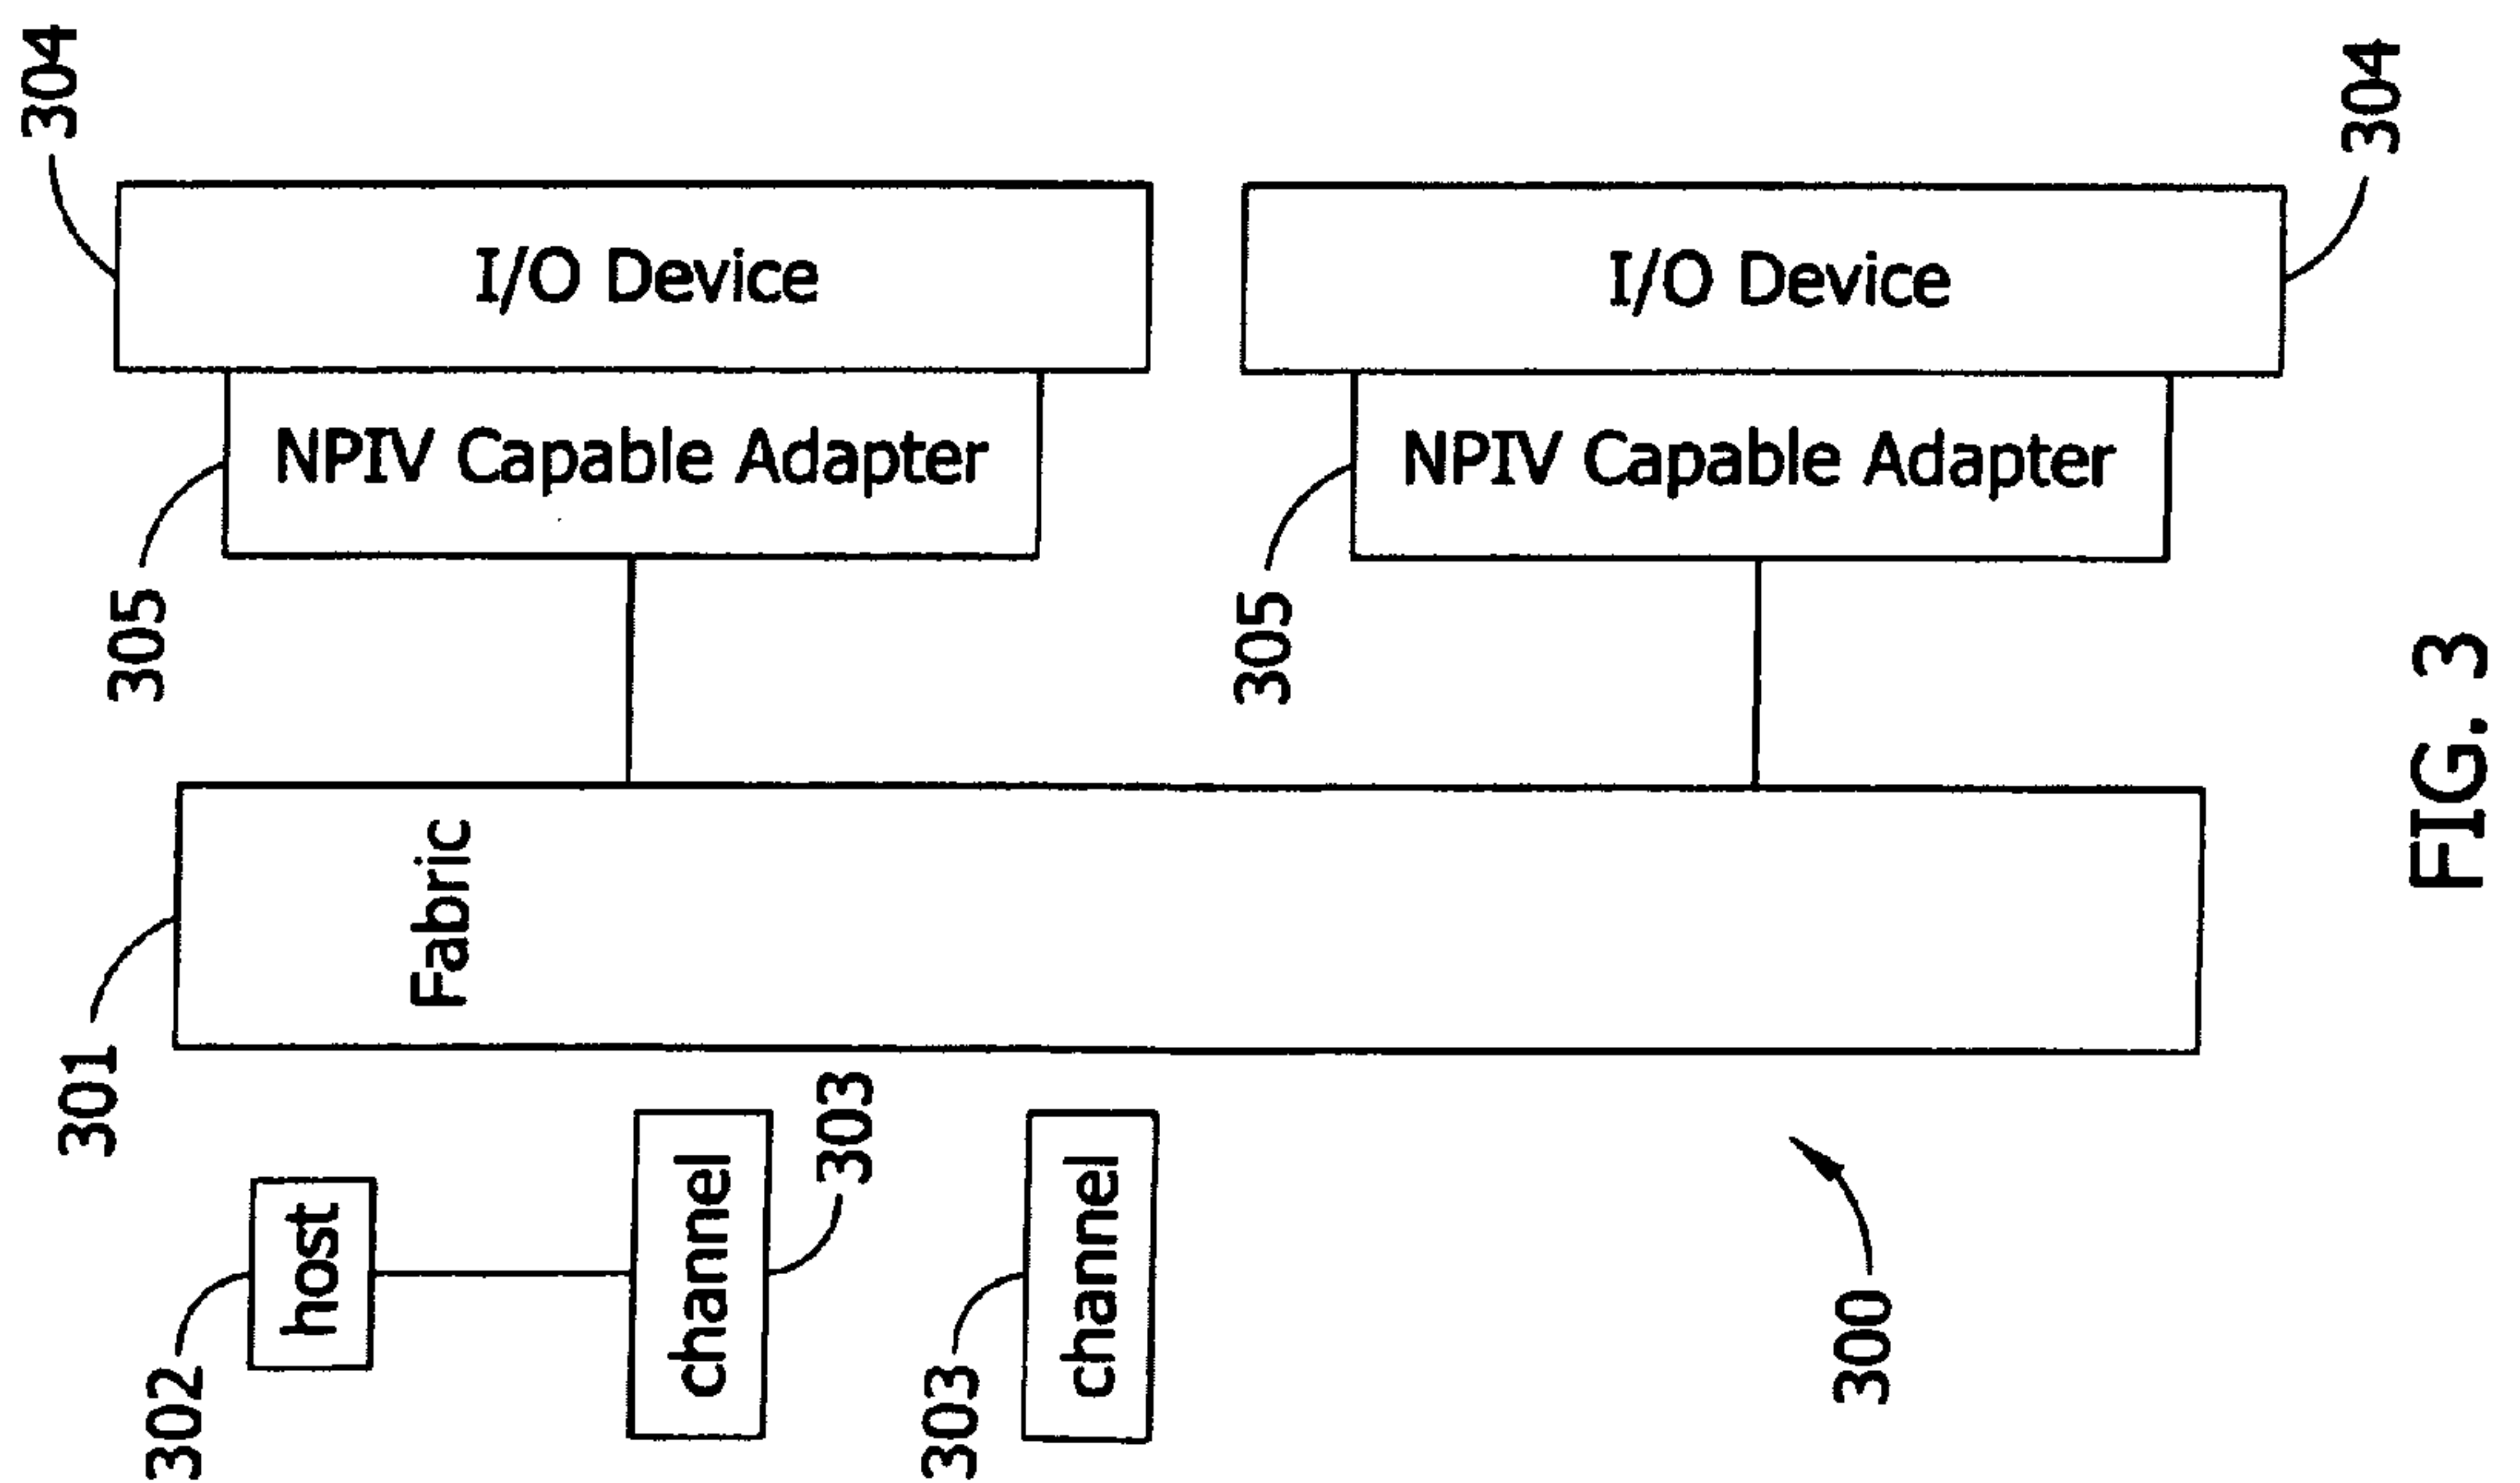 304
304
I/O Device
I/O Device
NPIV Capable Adapter
NPIV Capable Adapter
305
305
FIG. 3
Fabric
301
303
host
channel
channel
302
303
300